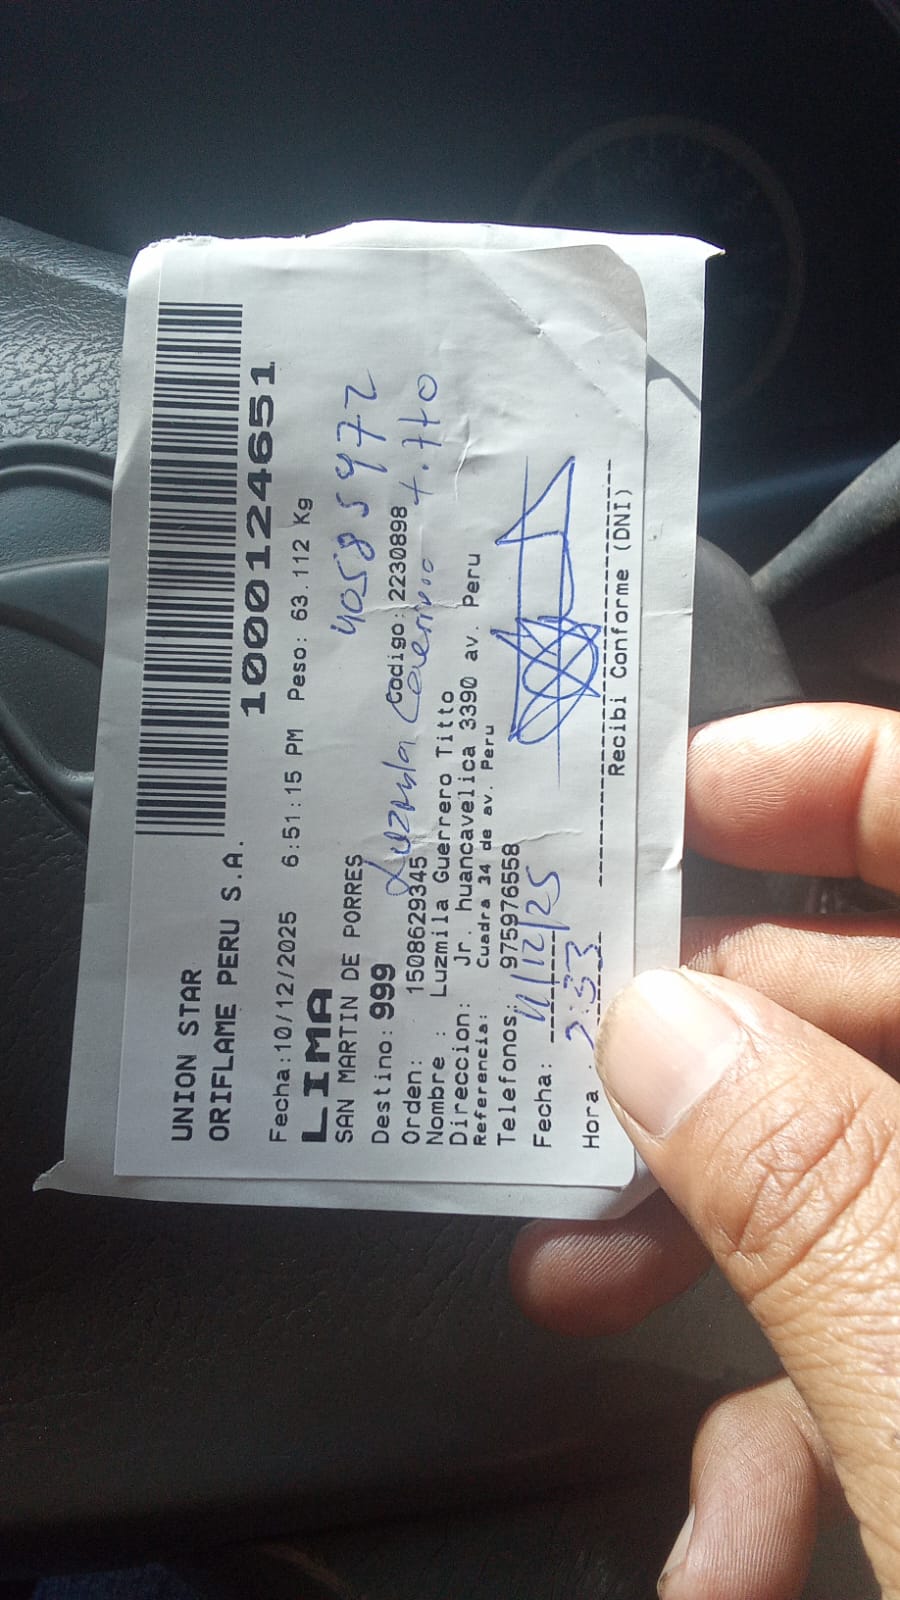 UNION STAR
ORIFLAME PERU S.A.
1000124651
Fecha:10/12/2025 6:51:15 PM Peso: 63.112 Kg
LIMA
SAN MARTIN DE PORRES
40585972
Destino: 999
Orden: 1508629345 Codigo: 2230898
Luzmila
Nombre : Luzmila Guerrero Titto
Direccion: Jr. huancavelica 3390 av. Peru
Referencia: Cuadra 34 de av. Peru
Telefonos: 975976558
Fecha: 11/12/25
Hora :
Recibi Conforme (DNI)